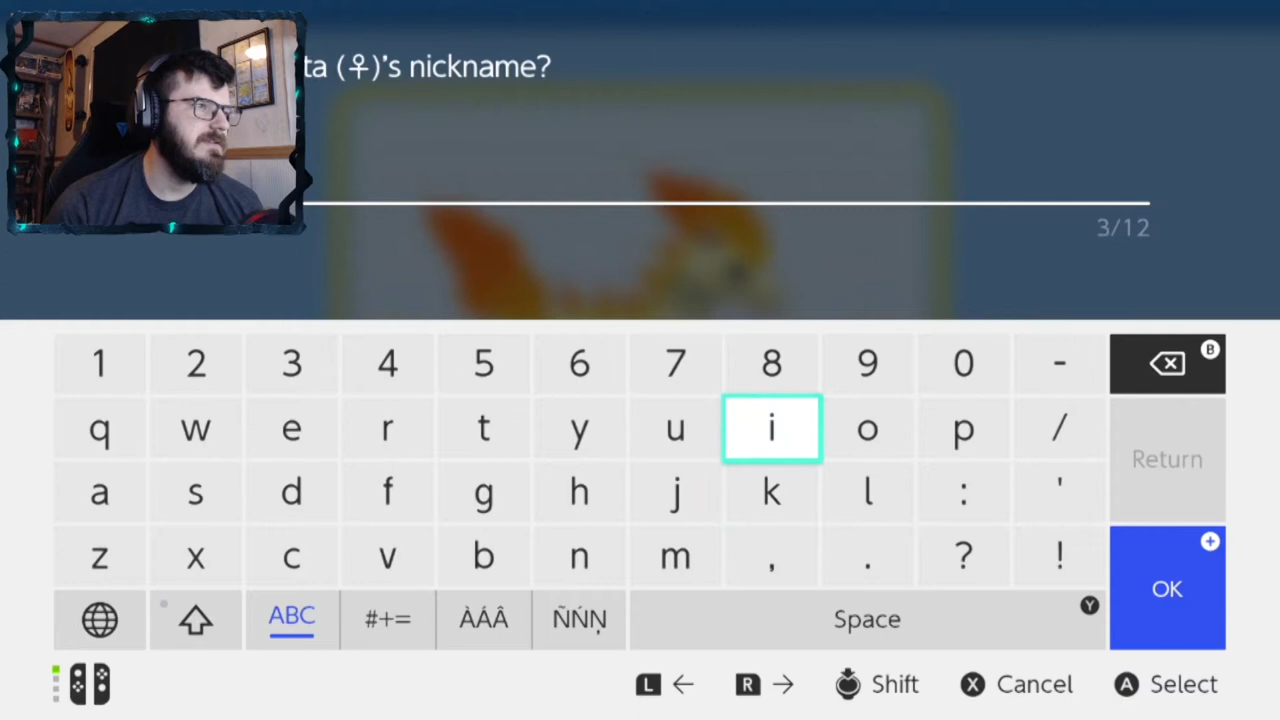 ta (♀)'s nickname?
3/12
1 2 3 4 5 6 7 8 9 0 -
q w e r t y u i o p /
a s d f g h j k l : '
z x c v b n m , . ? !
B
Return
+
OK
ABC #+= ÀÁÂ ÑŃŅ Space Y
L ← R → Shift X Cancel A Select